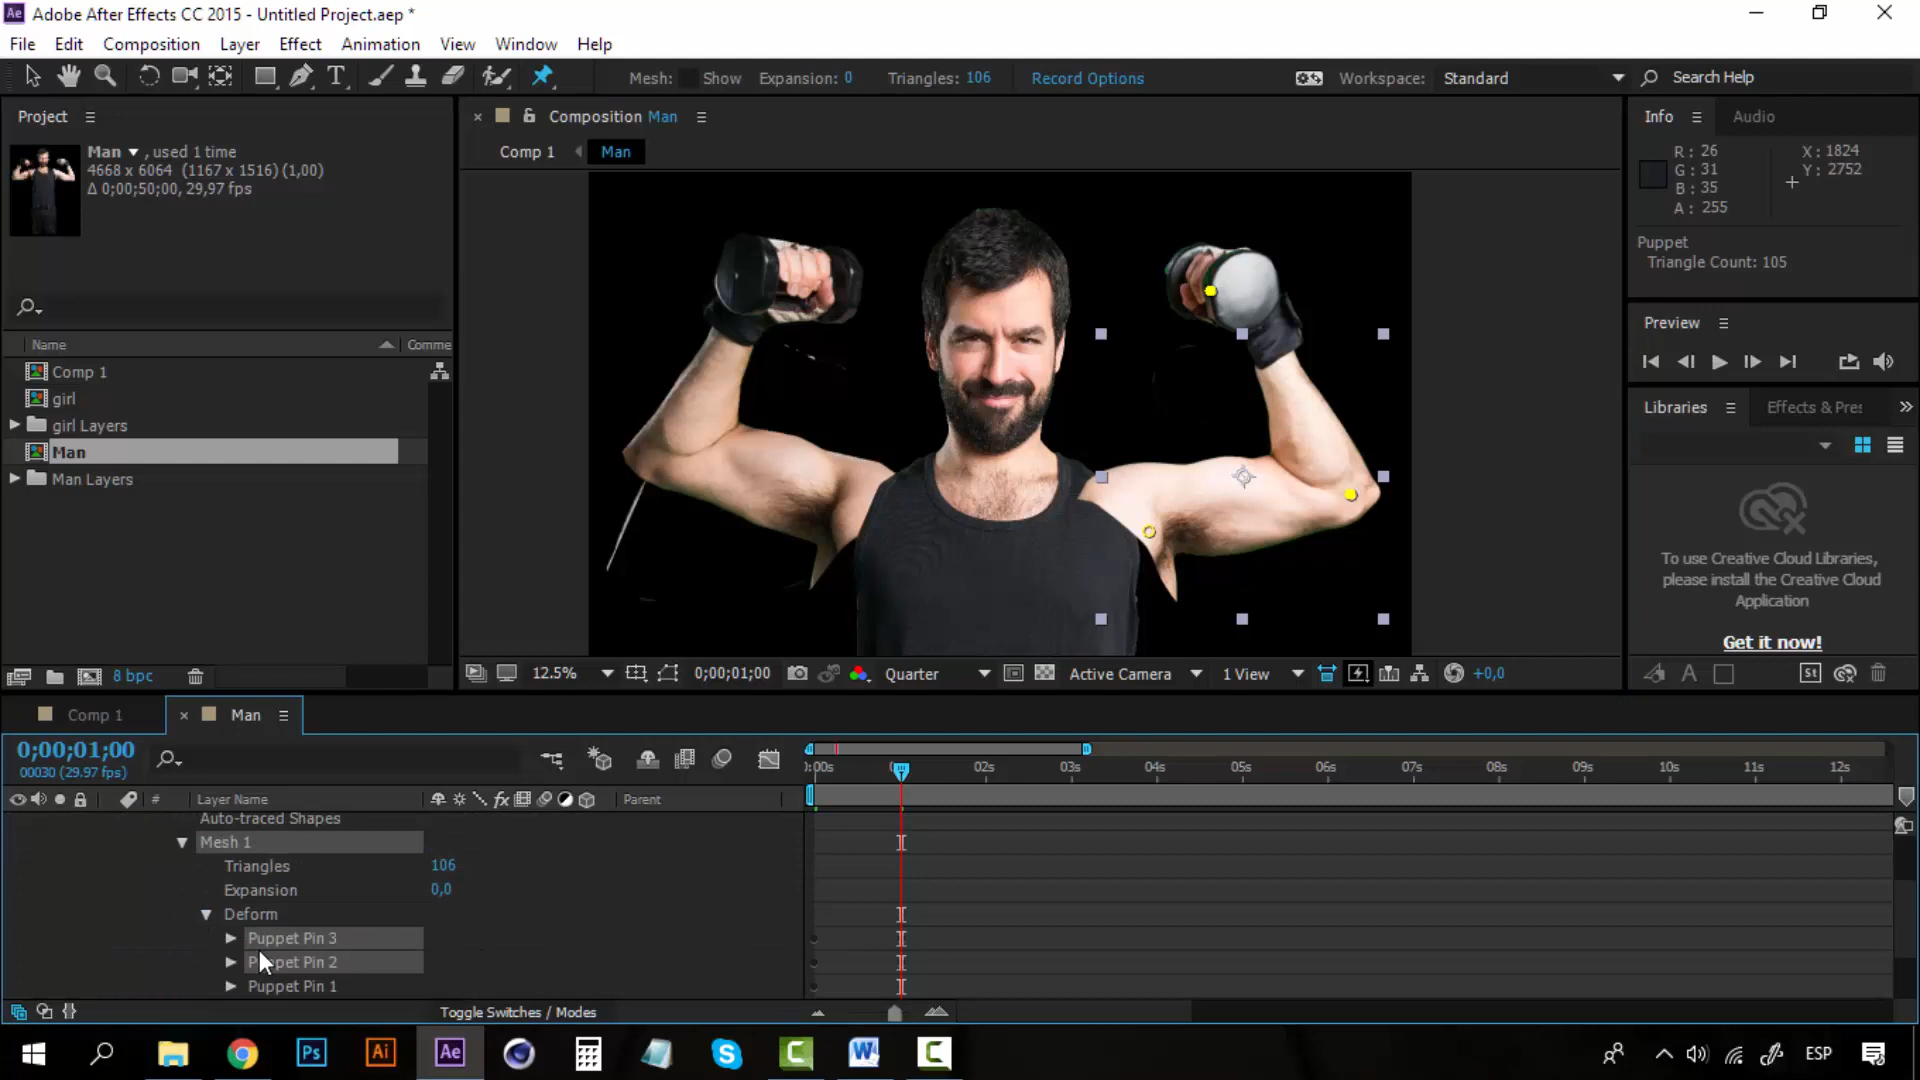 Ae Adobe After Effects CC 2015 - Untitled Project.aep *
File Edit Composition Layer Effect Animation View Window Help
Mesh: Show Expansion: 0 Triangles: 106 Record Options Workspace: Standard Search Help
Project
Man , used 1 time
4668 x 6064 (1167 x 1516) (1,00)
Δ 0;00;50;00, 29,97 fps
Name Comme
Comp 1
girl
girl Layers
Man
Man Layers
8 bpc
Composition Man
Comp 1 Man
12.5% 0;00;01;00 Quarter Active Camera 1 View +0,0
Info Audio
R: 26 X: 1824
G: 31 Y: 2752
B: 35
A: 255
Puppet
Triangle Count: 105
Preview
Libraries Effects & Pres
To use Creative Cloud Libraries,
please install the Creative Cloud
Application
Get it now!
A St
Comp 1 Man
0;00;01;00
00030 (29.97 fps)
:00s 02s 03s 04s 05s 06s 07s 08s 09s 10s 11s 12s
# Layer Name fx Parent
Auto-traced Shapes
Mesh 1
Triangles 106
Expansion 0,0
Deform
Puppet Pin 3
Puppet Pin 2
Puppet Pin 1
Toggle Switches / Modes
Ps Ai Ae ESP